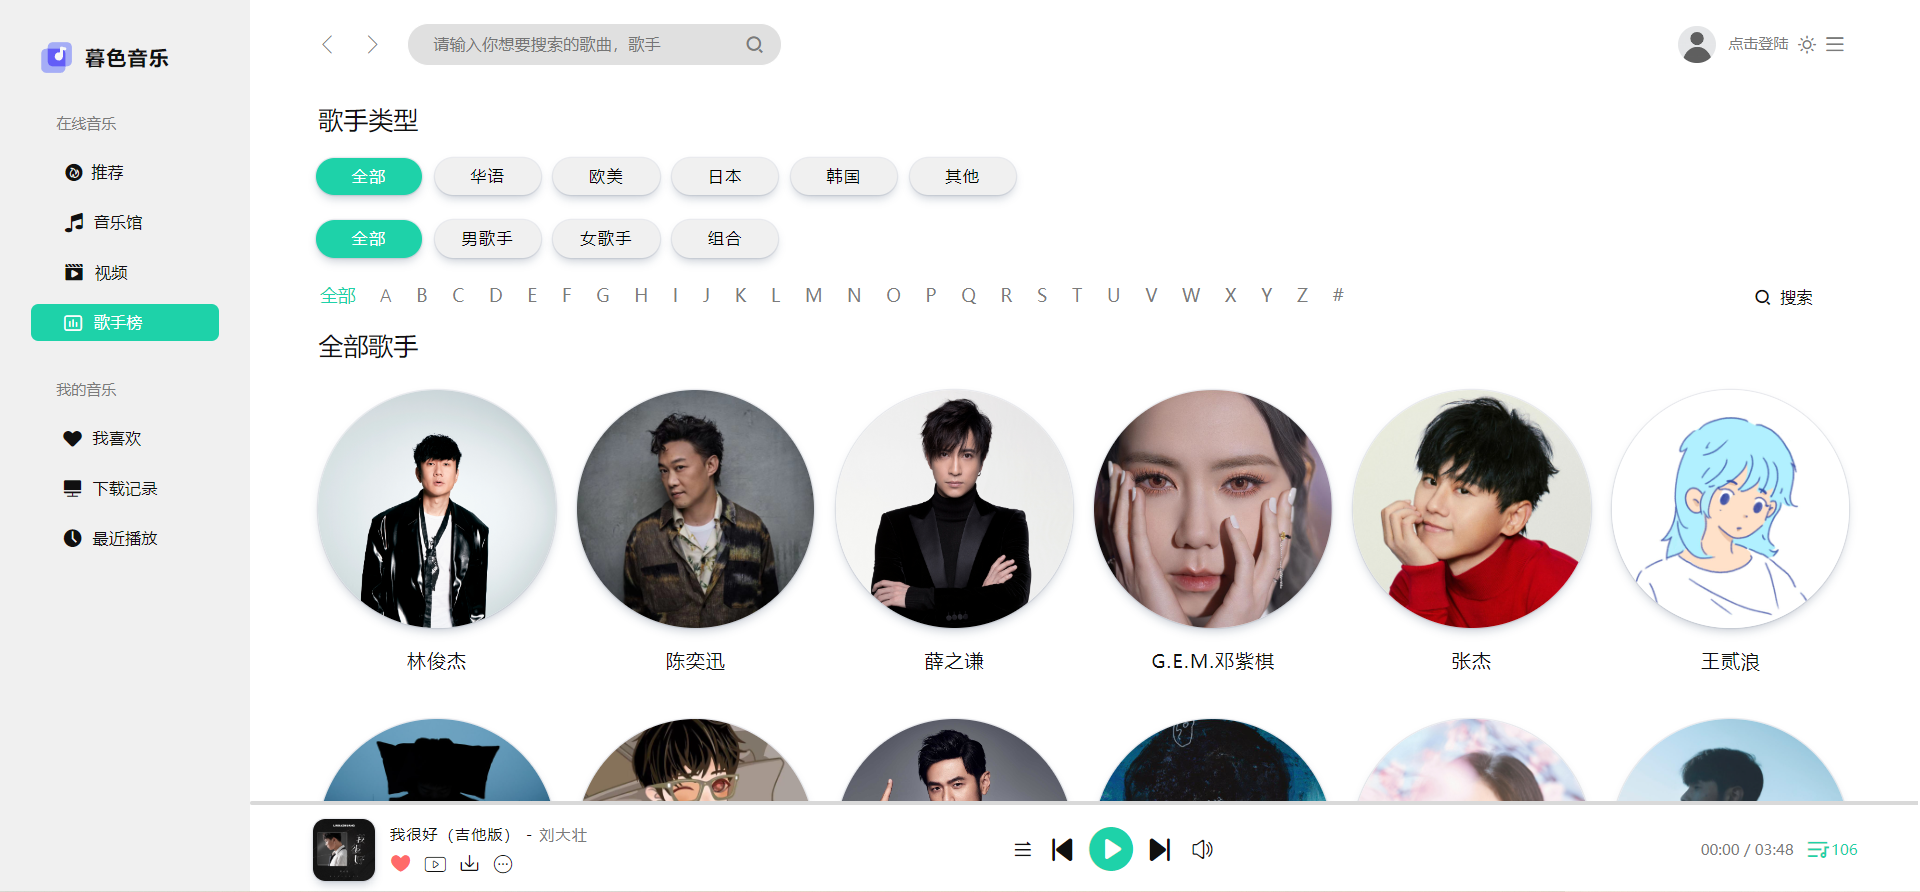 暮色音乐
在线音乐
推荐
音乐馆
视频
歌手榜
我的音乐
我喜欢
下载记录
最近播放
请输入你想要搜索的歌曲，歌手
点击登陆
歌手类型
全部 华语 欧美 日本 韩国 其他
全部 男歌手 女歌手 组合
全部 A B C D E F G H I J K L M N O P Q R S T U V W X Y Z #
搜索
全部歌手
林俊杰 陈奕迅 薛之谦 G.E.M.邓紫棋 张杰 王贰浪
我很好（吉他版） - 刘大壮
00:00 / 03:48
106